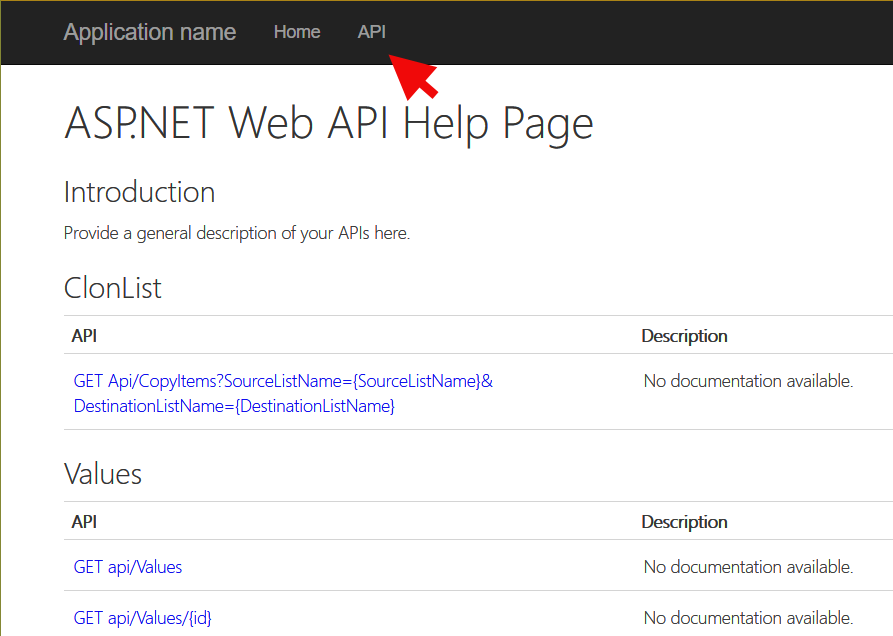 Application name Home API
ASP.NET Web API Help Page
Introduction
Provide a general description of your APIs here.
ClonList
API Description
GET Api/CopyItems?SourceListName={SourceListName}& No documentation available.
DestinationListName={DestinationListName}
Values
API Description
GET api/Values No documentation available.
GET api/Values/{id} No documentation available.